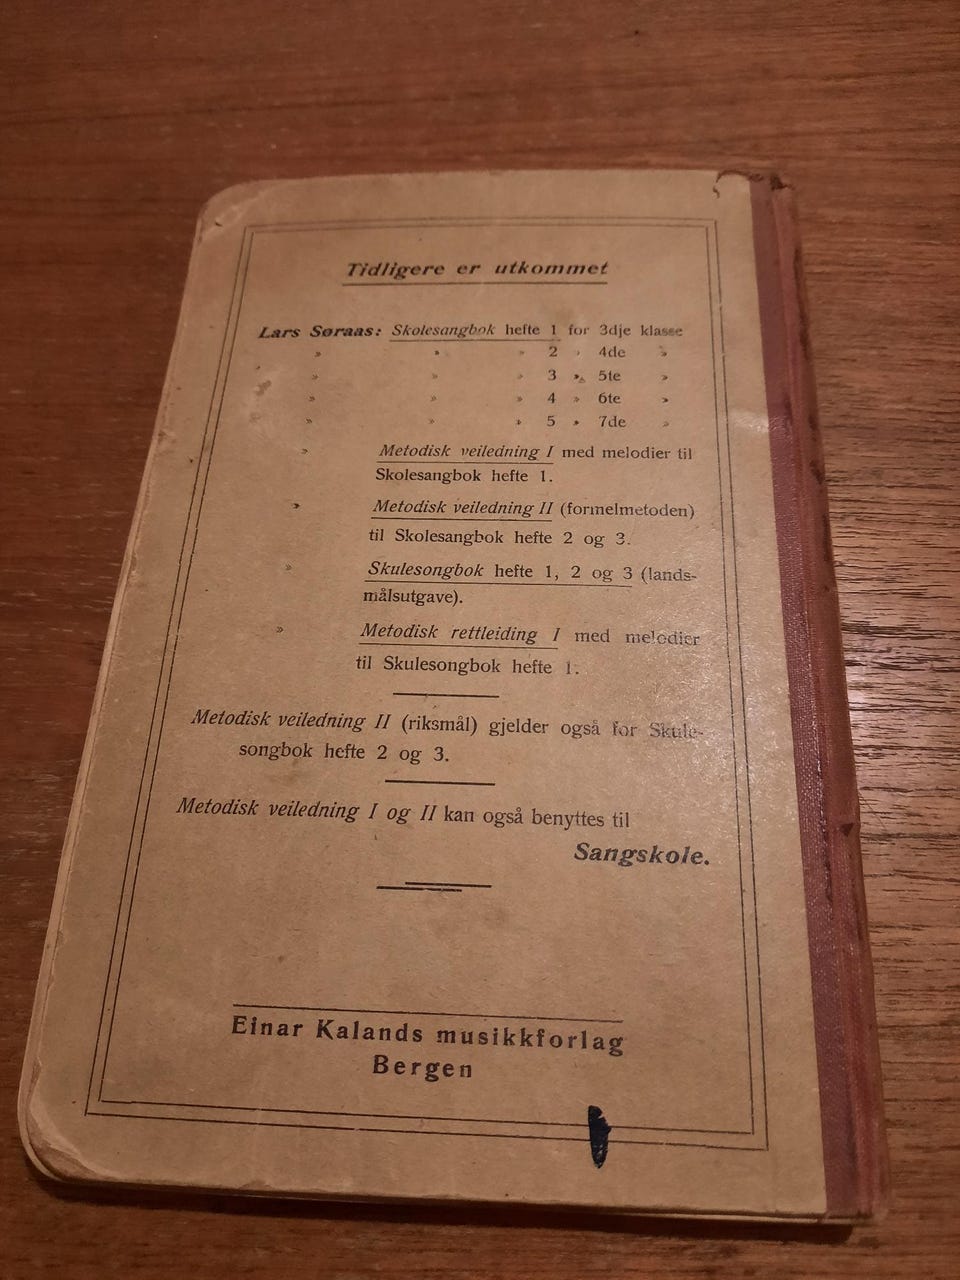 Tidligere er utkommet
Lars Søraas: Skolesangbok hefte 1 for 3dje klasse
» » » 2 » 4de »
» » » 3 » 5te »
» » » 4 » 6te »
» » » 5 » 7de »
» Metodisk veiledning I med melodier til
Skolesangbok hefte 1.
» Metodisk veiledning II (formelmetoden)
til Skolesangbok hefte 2 og 3.
» Skulesongbok hefte 1, 2 og 3 (lands-
målsutgave).
» Metodisk rettleiding I med melodier
til Skulesongbok hefte 1.
Metodisk veiledning II (riksmål) gjelder også for Skule-
songbok hefte 2 og 3.
Metodisk veiledning I og II kan også benyttes til
Sangskole.
Einar Kalands musikkforlag
Bergen